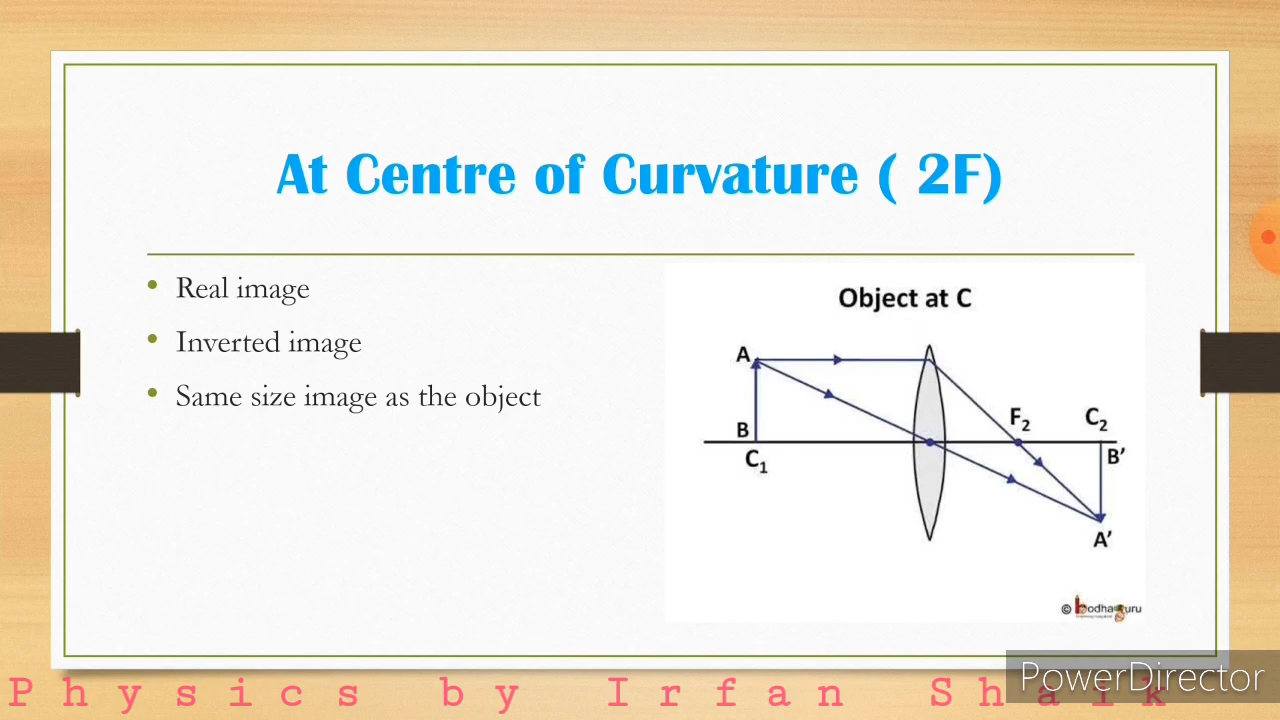 At Centre of Curvature ( 2F)
• Real image
• Inverted image
• Same size image as the object
Object at C
A
B
C₁
F₂
C₂
B’
A’
© bodhaguru
PowerDirector
Physics by Irfan Shaik